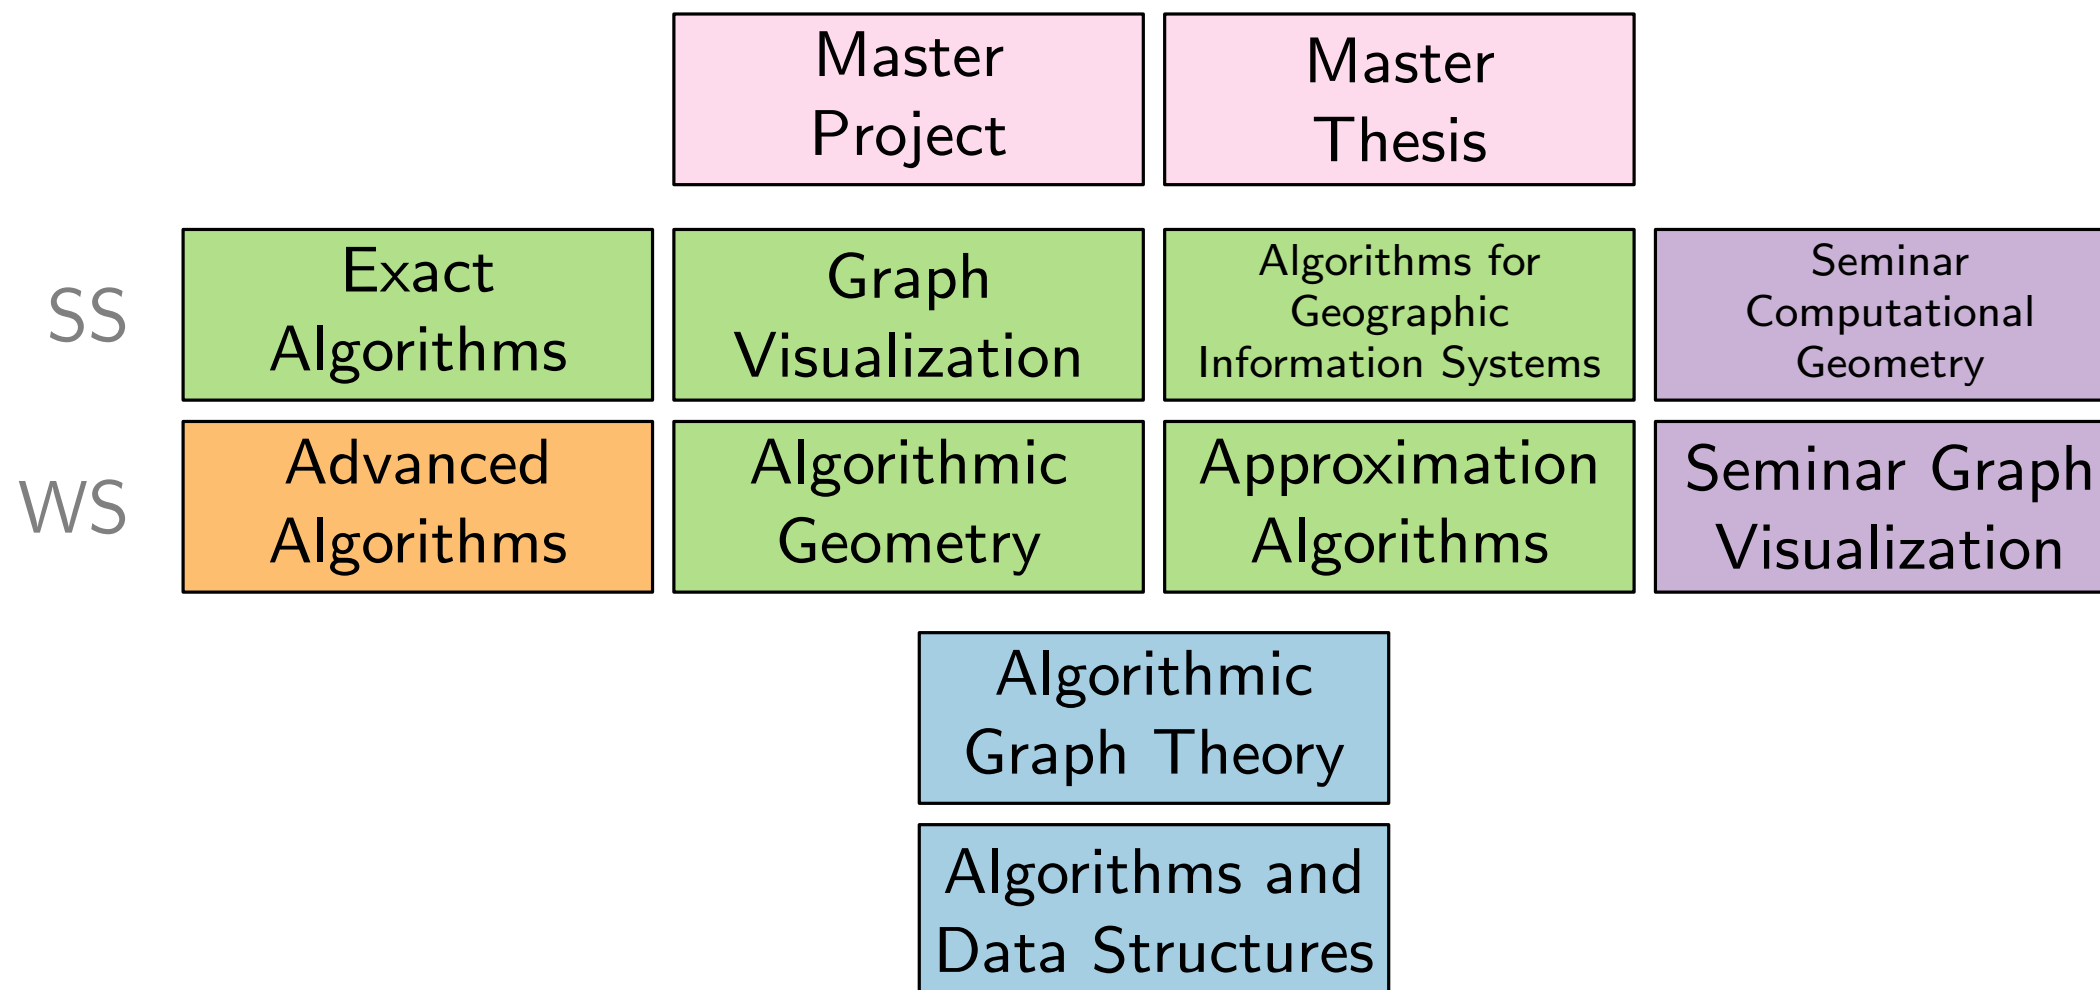 Master
Project
Master
Thesis
SS
Exact
Algorithms
Graph
Visualization
Algorithms for
Geographic
Information Systems
Seminar
Computational
Geometry
WS
Advanced
Algorithms
Algorithmic
Geometry
Approximation
Algorithms
Seminar Graph
Visualization
Algorithmic
Graph Theory
Algorithms and
Data Structures